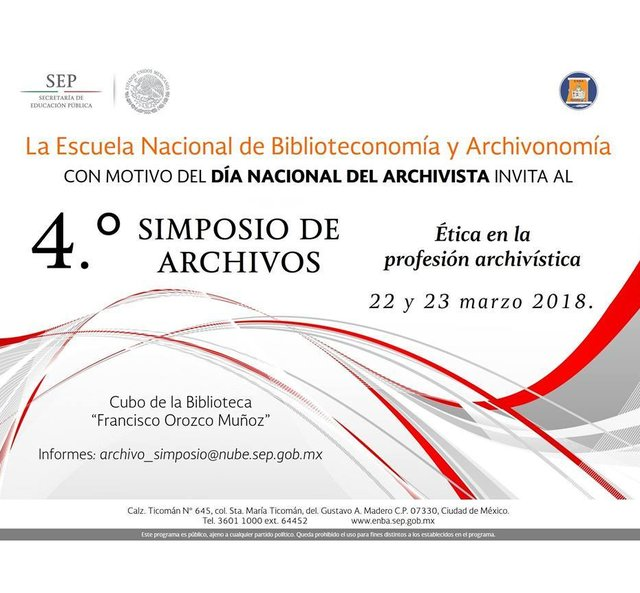 SEP
SECRETARÍA DE
EDUCACIÓN PÚBLICA
ESTADOS UNIDOS MEXICANOS
La Escuela Nacional de Biblioteconomía y Archivonomía
CON MOTIVO DEL DÍA NACIONAL DEL ARCHIVISTA INVITA AL
4.° SIMPOSIO DE
ARCHIVOS
Ética en la
profesión archivística
22 y 23 marzo 2018.
Cubo de la Biblioteca
“Francisco Orozco Muñoz”
Informes: archivo_simposio@nube.sep.gob.mx
Calz. Ticomán N° 645, col. Sta. María Ticomán, del. Gustavo A. Madero C.P. 07330, Ciudad de México.
Tel. 3601 1000 ext. 64452 www.enba.sep.gob.mx
Este programa es público, ajeno a cualquier partido político. Queda prohibido el uso para fines distintos a los establecidos en el programa.